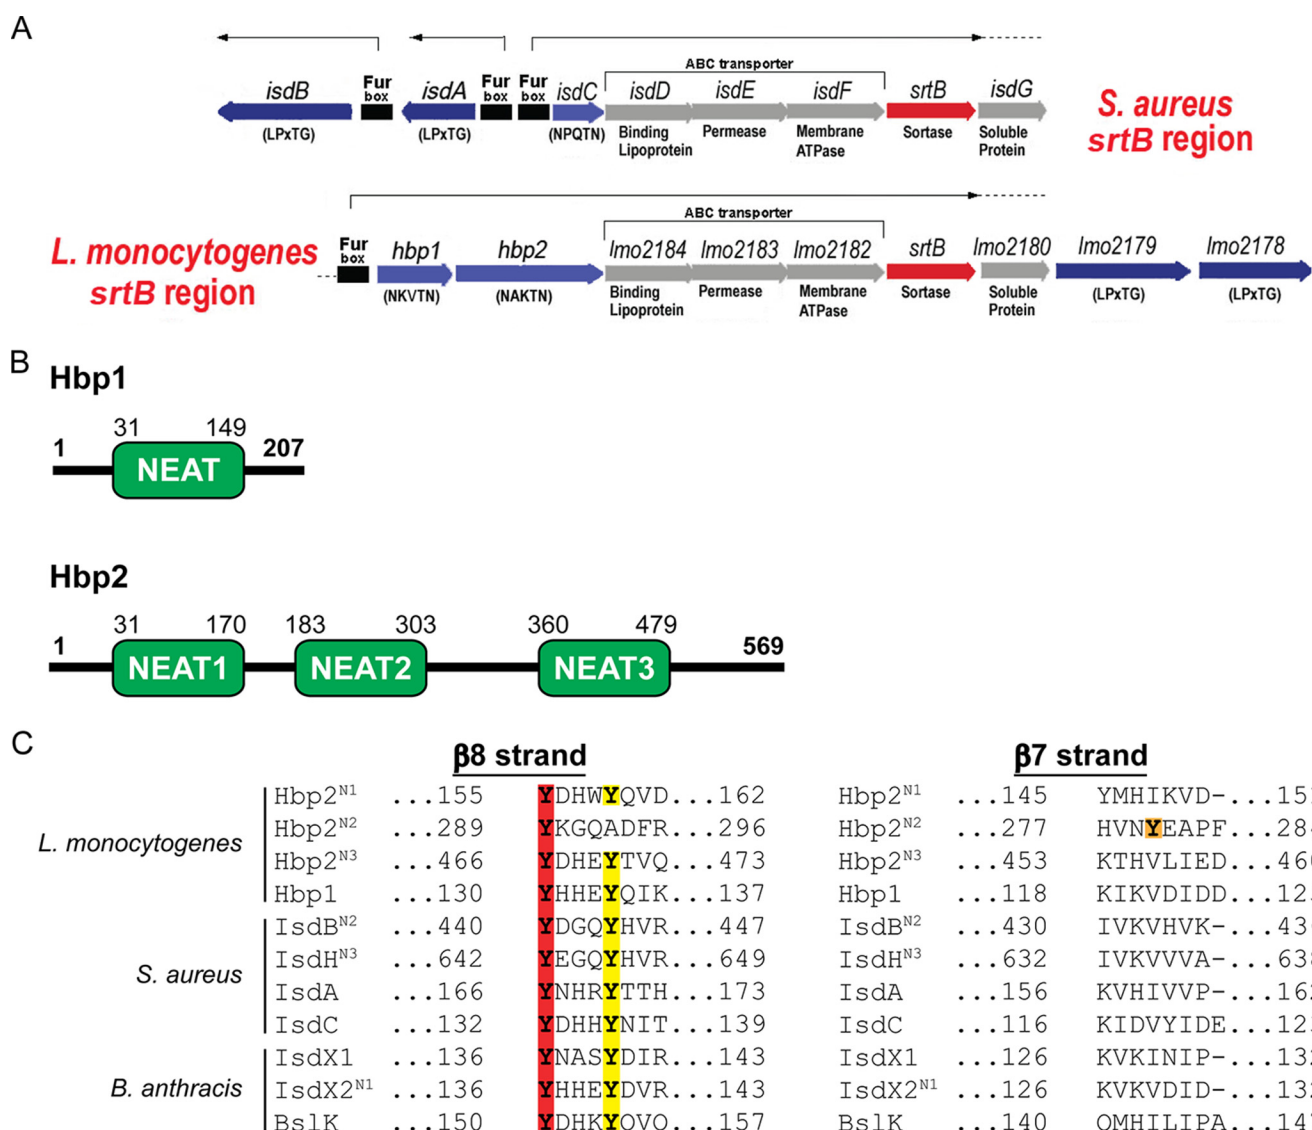 A
isdB Fur box isdA Fur box Fur box isdC ABC transporter isdD isdE isdF srtB isdG
(LPxTG) (LPxTG) (NPQTN) Binding Lipoprotein Permease Membrane ATPase Sortase Soluble Protein
S. aureus
srtB region
L. monocytogenes
srtB region
Fur box hbp1 hbp2 ABC transporter lmo2184 lmo2183 lmo2182 srtB lmo2180 lmo2179 lmo2178
(NKVTN) (NAKTN) Binding Lipoprotein Permease Membrane ATPase Sortase Soluble Protein (LPxTG) (LPxTG)
B
Hbp1
1 31 149 207
NEAT
Hbp2
1 31 170 183 303 360 479 569
NEAT1 NEAT2 NEAT3
C
β8 strand β7 strand
L. monocytogenes
Hbp2N1 ...155 YDHWYQVD...162 Hbp2N1 ...145 YMHIKVD-...
Hbp2N2 ...289 YKGQADFR...296 Hbp2N2 ...277 HVNYEAPF...
Hbp2N3 ...466 YDHEYTVQ...473 Hbp2N3 ...453 KTHVLIED...
Hbp1 ...130 YHHEYQIK...137 Hbp1 ...118 KIKVDIDD...
S. aureus
IsdBN2 ...440 YDGQYHVR...447 IsdBN2 ...430 IVKVHVK-...
IsdHN3 ...642 YEGQYHVR...649 IsdHN3 ...632 IVKVVVA-...
IsdA ...166 YNHRYTTH...173 IsdA ...156 KVHIVVP-...
IsdC ...132 YDHHYNIT...139 IsdC ...116 KIDVYIDE...
B. anthracis
IsdX1 ...136 YNASYDIR...143 IsdX1 ...126 KVKINIP-...
IsdX2N1 ...136 YHHEYDVR...143 IsdX2N1 ...126 KVKVDID-...
BslK ...150 YDHKYQVQ...157 BslK ...140 QMHILIPA...